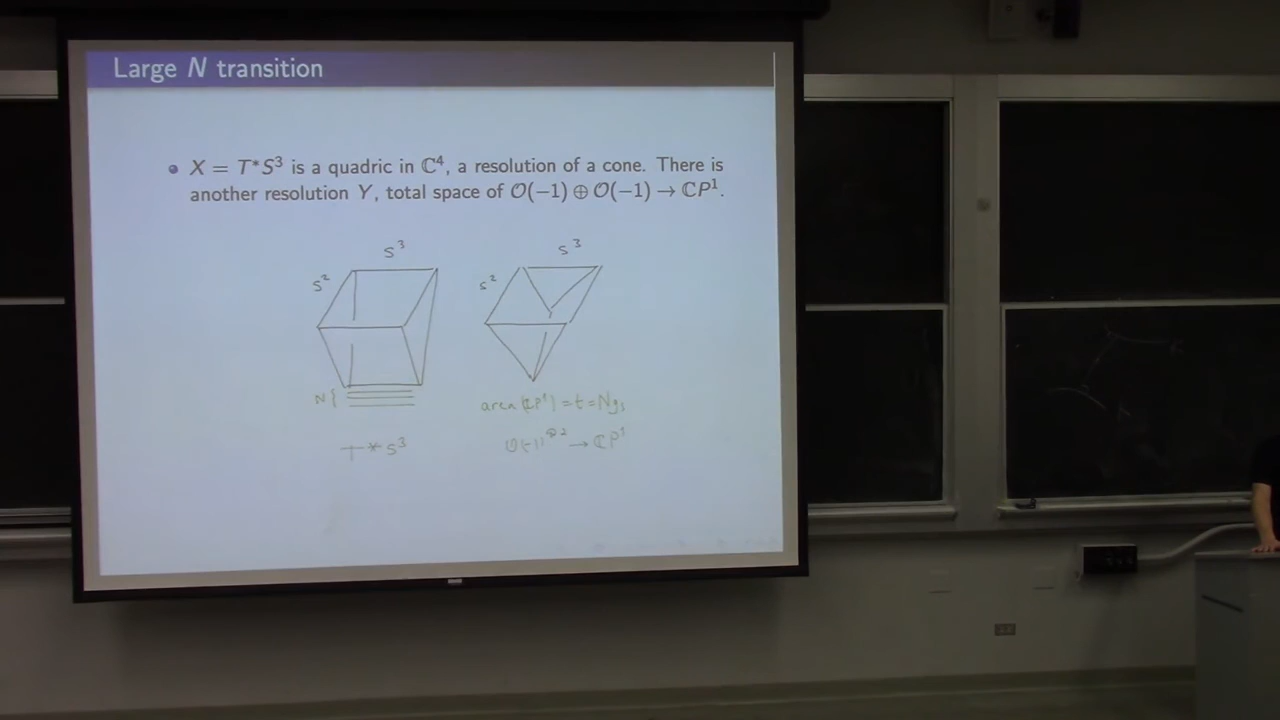 Large N transition
X = T*S³ is a quadric in ℂ⁴, a resolution of a cone. There is
another resolution Y, total space of 𝒪(−1) ⊕ 𝒪(−1) → ℂP¹.
S³ S³
S² S²
N{ area(ℂP¹) = t = Ngₛ
T*S³ O(-1)^⊕2 → ℂP¹